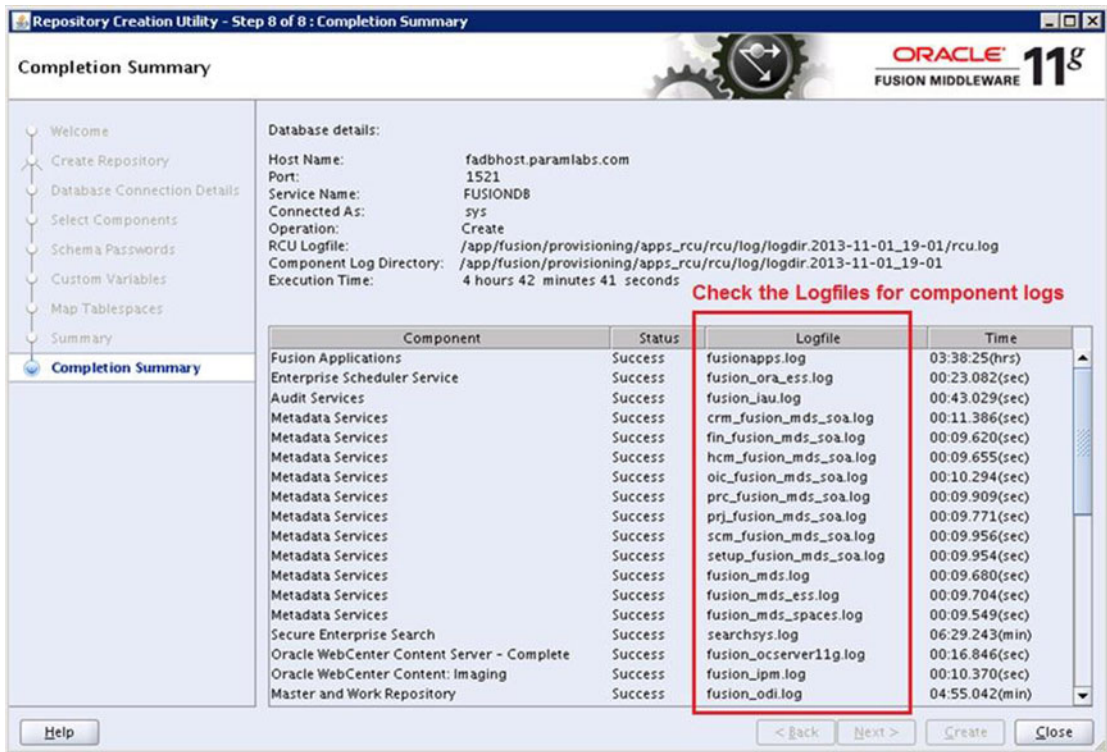 Repository Creation Utility - Step 8 of 8 : Completion Summary
Completion Summary
ORACLE
FUSION MIDDLEWARE
11g
Welcome
Create Repository
Database Connection Details
Select Components
Schema Passwords
Custom Variables
Map Tablespaces
Summary
Completion Summary
Database details:
Host Name: fadbhost.paramlabs.com
Port: 1521
Service Name: FUSIONDB
Connected As: sys
Operation: Create
RCU Logfile: /app/fusion/provisioning/apps_rcu/rcu/log/logdir.2013-11-01_19-01/rcu.log
Component Log Directory: /app/fusion/provisioning/apps_rcu/rcu/log/logdir.2013-11-01_19-01
Execution Time: 4 hours 42 minutes 41 seconds
Check the Logfiles for component logs
Component Status Logfile Time
Fusion Applications Success fusionapps.log 03:38:25(hrs)
Enterprise Scheduler Service Success fusion_ora_ess.log 00:23.082(sec)
Audit Services Success fusion_iau.log 00:43.029(sec)
Metadata Services Success crm_fusion_mds_soa.log 00:11.386(sec)
Metadata Services Success fin_fusion_mds_soa.log 00:09.620(sec)
Metadata Services Success hcm_fusion_mds_soa.log 00:09.655(sec)
Metadata Services Success oic_fusion_mds_soa.log 00:10.294(sec)
Metadata Services Success prc_fusion_mds_soa.log 00:09.909(sec)
Metadata Services Success prj_fusion_mds_soa.log 00:09.771(sec)
Metadata Services Success scm_fusion_mds_soa.log 00:09.956(sec)
Metadata Services Success setup_fusion_mds_soa.log 00:09.954(sec)
Metadata Services Success fusion_mds.log 00:09.680(sec)
Metadata Services Success fusion_mds_ess.log 00:09.704(sec)
Metadata Services Success fusion_mds_spaces.log 00:09.549(sec)
Secure Enterprise Search Success searchsys.log 06:29.243(min)
Oracle WebCenter Content Server - Complete Success fusion_ocserver11g.log 00:16.846(sec)
Oracle WebCenter Content: Imaging Success fusion_ipm.log 00:10.370(sec)
Master and Work Repository Success fusion_odi.log 04:55.042(min)
Help < Back Next > Create Close